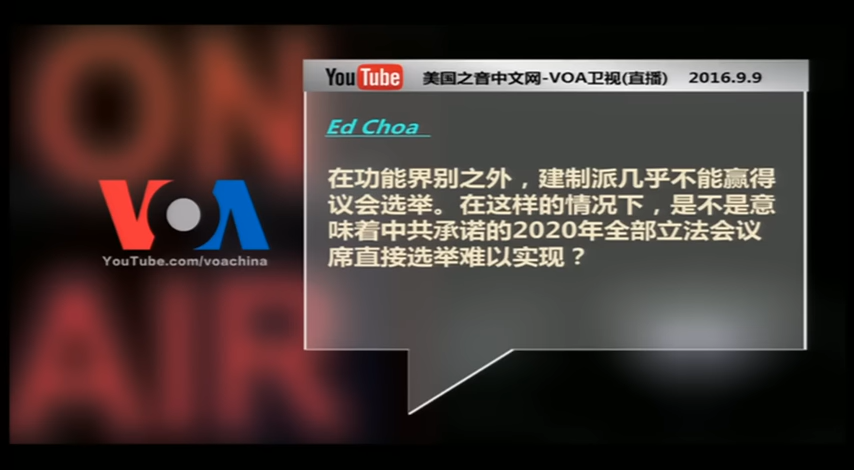 ON
AIR
VOA
YouTube.com/voachina
YouTube 美国之音中文网-VOA卫视(直播) 2016.9.9
Ed Choa
在功能界别之外，建制派几乎不能赢得
议会选举。在这样的情况下，是不是意
味着中共承诺的2020年全部立法会议
席直接选举难以实现？